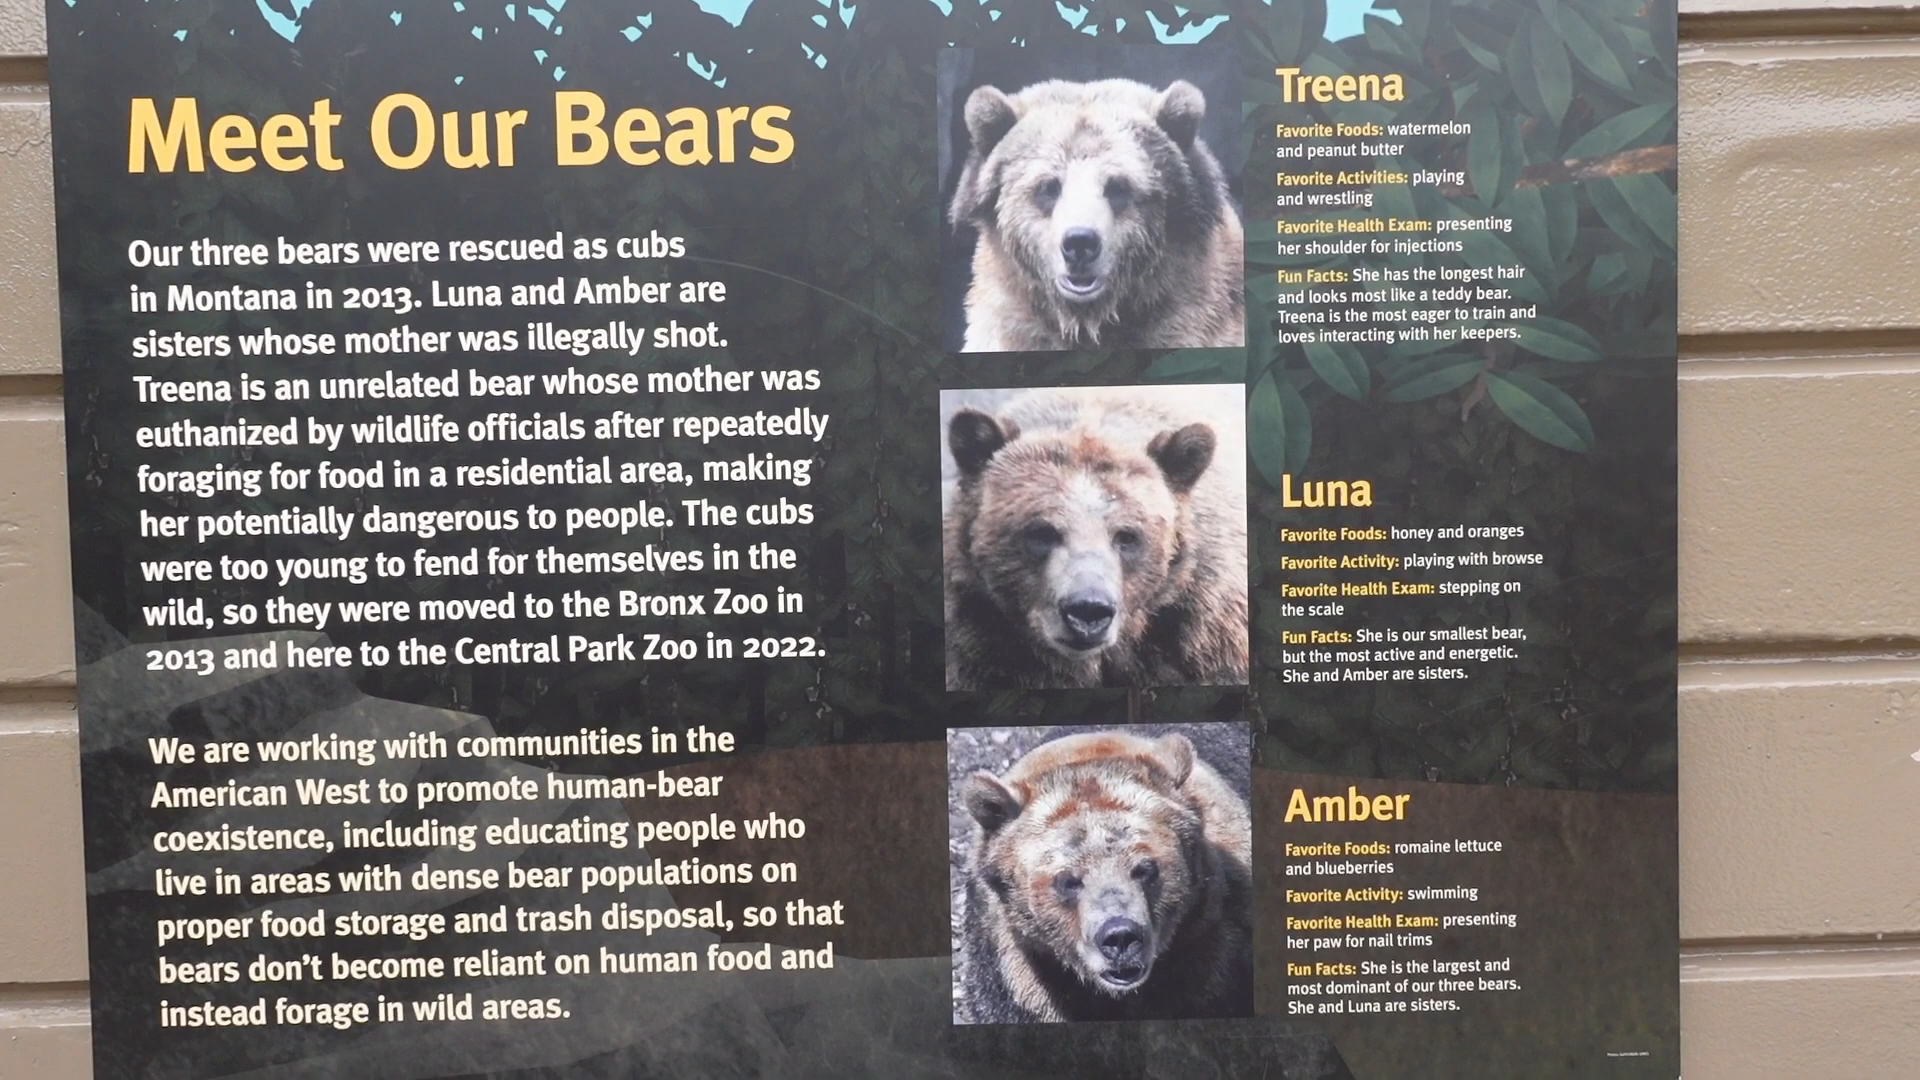 Meet Our Bears
Our three bears were rescued as cubs
in Montana in 2013. Luna and Amber are
sisters whose mother was illegally shot.
Treena is an unrelated bear whose mother was
euthanized by wildlife officials after repeatedly
foraging for food in a residential area, making
her potentially dangerous to people. The cubs
were too young to fend for themselves in the
wild, so they were moved to the Bronx Zoo in
2013 and here to the Central Park Zoo in 2022.
We are working with communities in the
American West to promote human-bear
coexistence, including educating people who
live in areas with dense bear populations on
proper food storage and trash disposal, so that
bears don’t become reliant on human food and
instead forage in wild areas.
Treena
Favorite Foods: watermelon
and peanut butter
Favorite Activities: playing
and wrestling
Favorite Health Exam: presenting
her shoulder for injections
Fun Facts: She has the longest hair
and looks most like a teddy bear.
Treena is the most eager to train and
loves interacting with her keepers.
Luna
Favorite Foods: honey and oranges
Favorite Activity: playing with browse
Favorite Health Exam: stepping on
the scale
Fun Facts: She is our smallest bear,
but the most active and energetic.
She and Amber are sisters.
Amber
Favorite Foods: romaine lettuce
and blueberries
Favorite Activity: swimming
Favorite Health Exam: presenting
her paw for nail trims
Fun Facts: She is the largest and
most dominant of our three bears.
She and Luna are sisters.